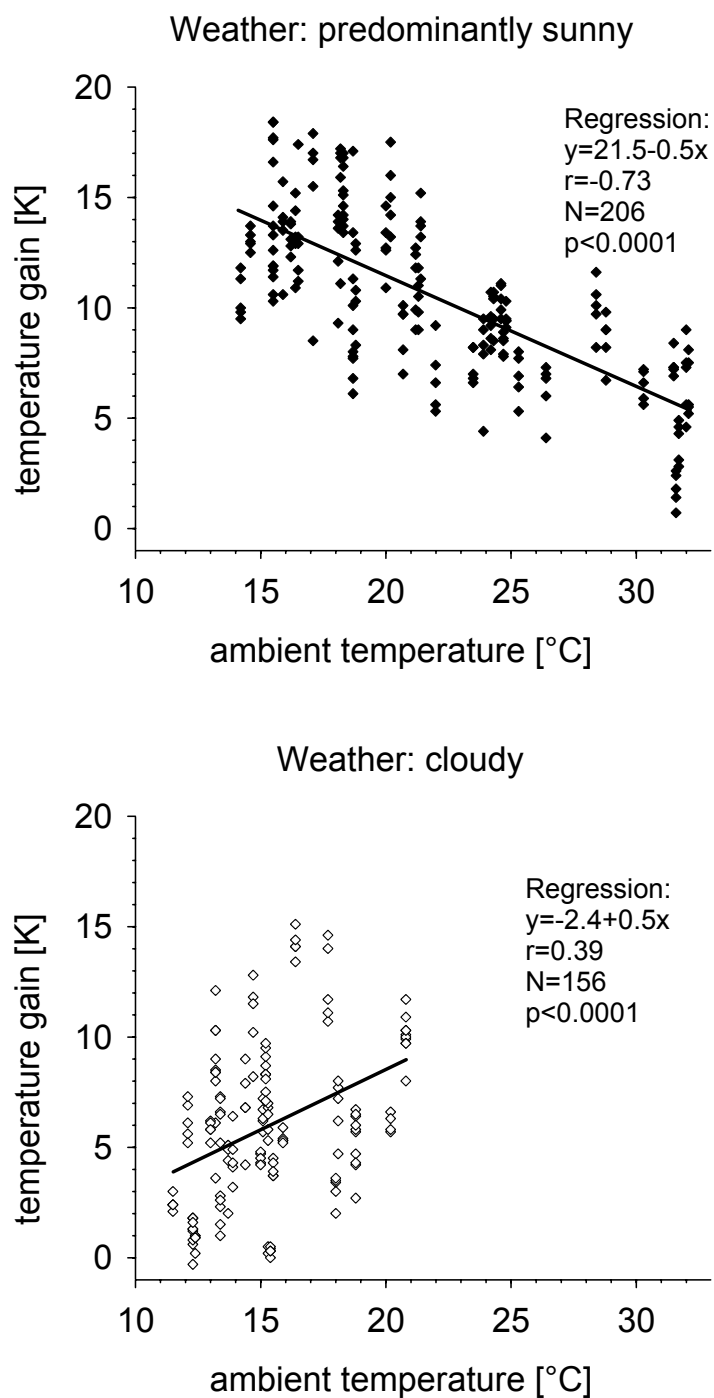 Weather: predominantly sunny
20
15
10
5
0
temperature gain [K]
Regression:
y=21.5-0.5x
r=-0.73
N=206
p<0.0001
10 15 20 25 30
ambient temperature [°C]
Weather: cloudy
20
15
10
5
0
temperature gain [K]
Regression:
y=-2.4+0.5x
r=0.39
N=156
p<0.0001
10 15 20 25 30
ambient temperature [°C]